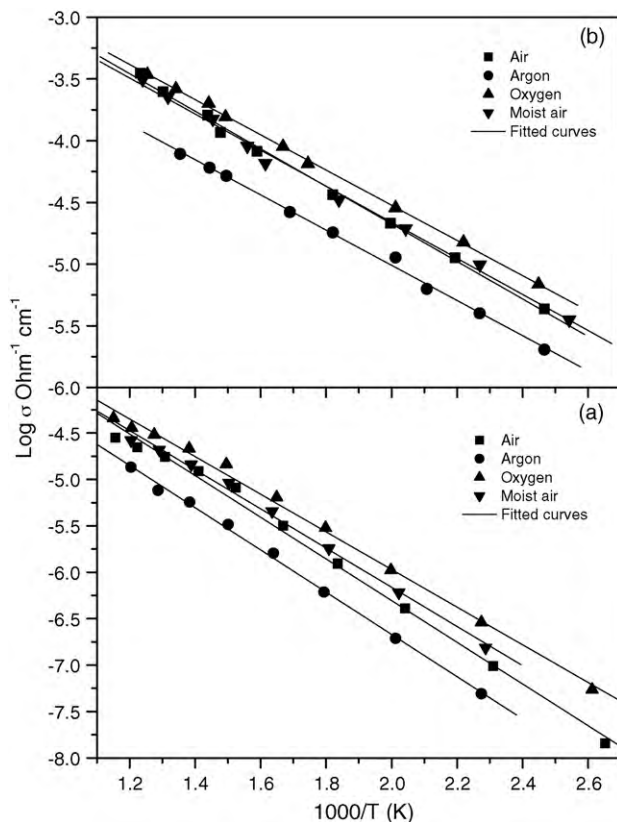 -3.0
(b)
Air
Argon
Oxygen
Moist air
Fitted curves
-3.5
-4.0
-4.5
-5.0
-5.5
-6.0
Log σ Ohm⁻¹ cm⁻¹
(a)
Air
Argon
Oxygen
Moist air
Fitted curves
-4.5
-5.0
-5.5
-6.0
-6.5
-7.0
-7.5
-8.0
1.2 1.4 1.6 1.8 2.0 2.2 2.4 2.6
1000/T (K)